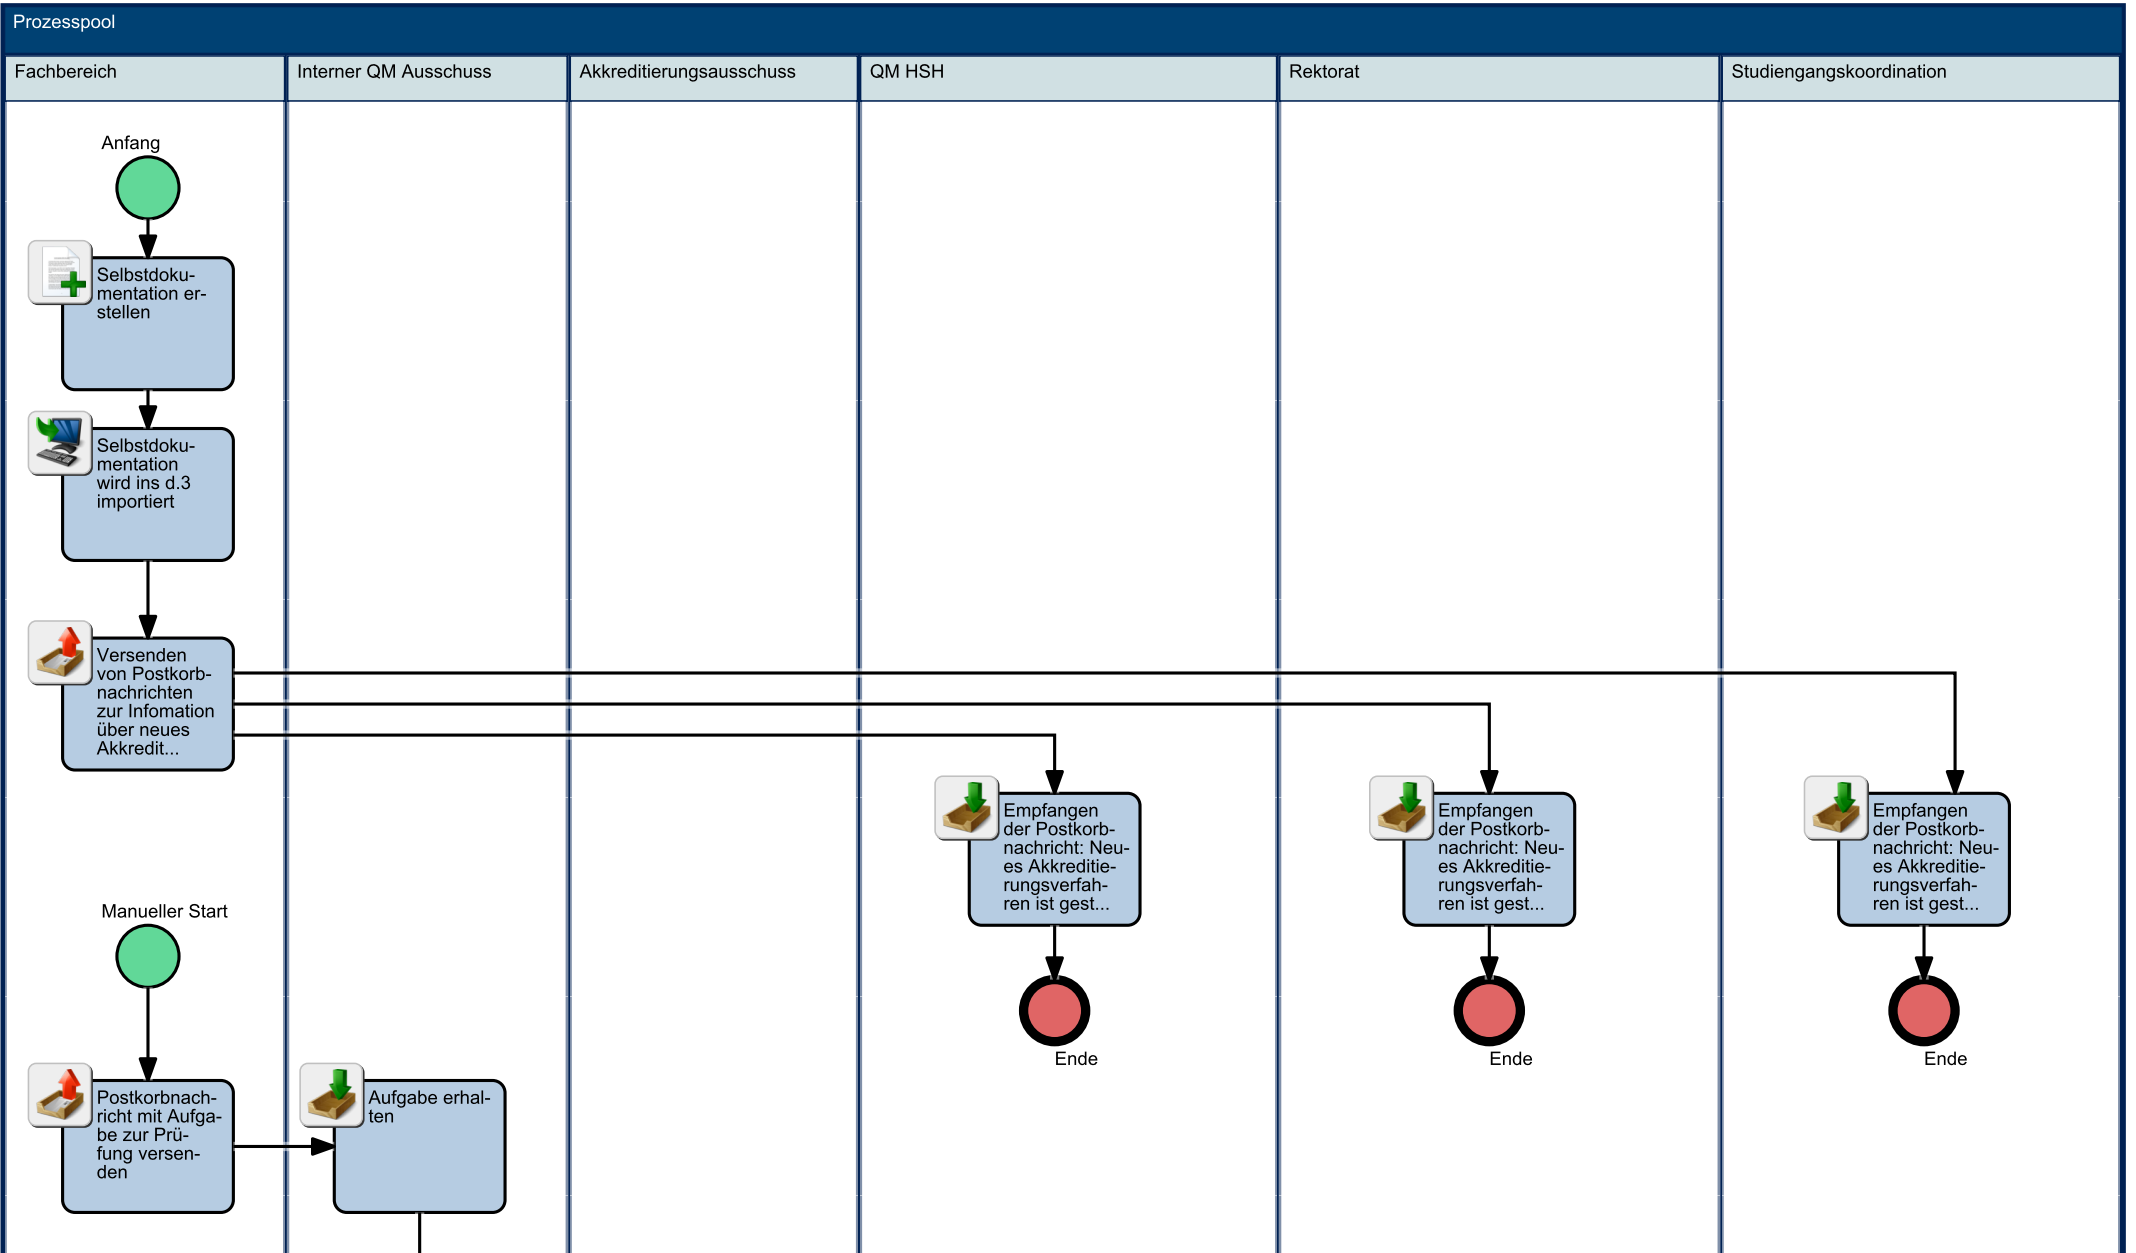 Prozesspool
Fachbereich
Interner QM Ausschuss
Akkreditierungsausschuss
QM HSH
Rektorat
Studiengangskoordination
Anfang
Selbstdoku-
mentation er-
stellen
Selbstdoku-
mentation
wird ins d.3
importiert
Versenden
von Postkorb-
nachrichten
zur Infomation
über neues
Akkredit...
Empfangen
der Postkorb-
nachricht: Neu-
es Akkreditie-
rungsverfah-
ren ist gest...
Empfangen
der Postkorb-
nachricht: Neu-
es Akkreditie-
rungsverfah-
ren ist gest...
Empfangen
der Postkorb-
nachricht: Neu-
es Akkreditie-
rungsverfah-
ren ist gest...
Ende
Ende
Ende
Manueller Start
Postkorbnach-
richt mit Aufga-
be zur Prü-
fung versen-
den
Aufgabe erhal-
ten